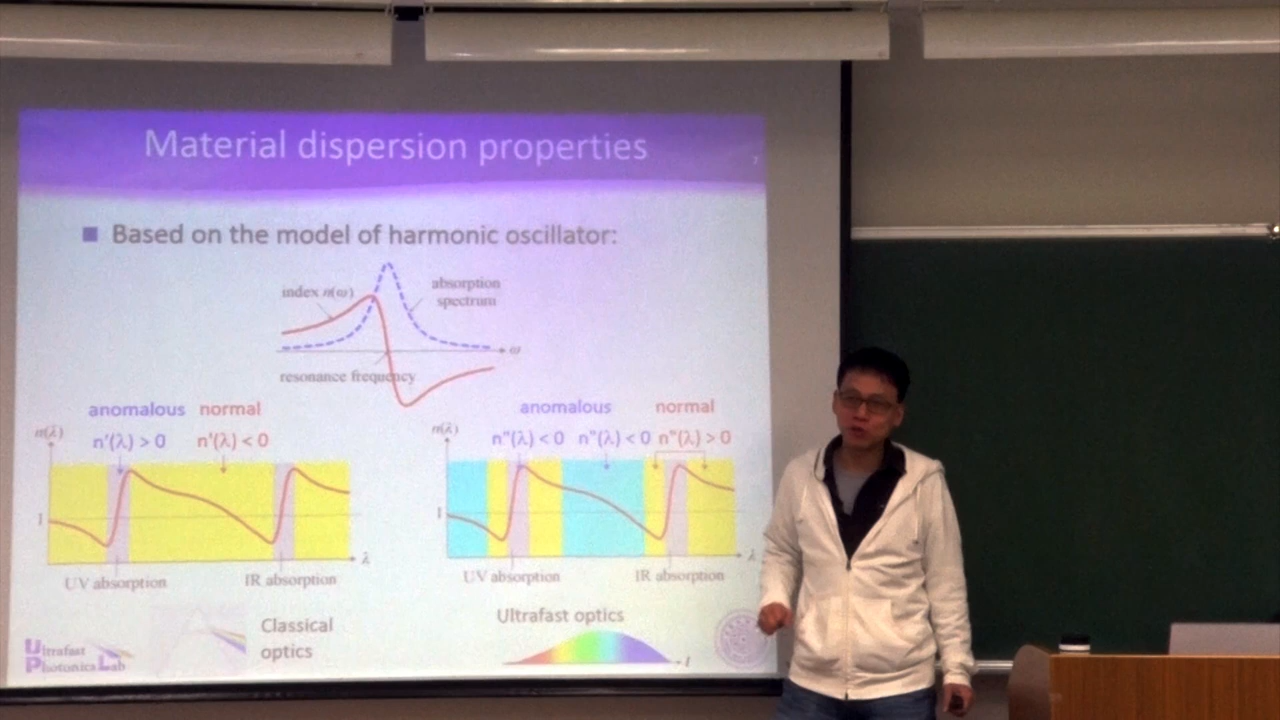 Material dispersion properties
7
Based on the model of harmonic oscillator:
index n(ω)
absorption
spectrum
ω
resonance frequency
anomalous normal
n'(λ) > 0 n'(λ) < 0
n(λ)
1
λ
UV absorption IR absorption
Classical
optics
anomalous normal
n"(λ) < 0 n"(λ) < 0 n"(λ) > 0
n(λ)
1
λ
UV absorption IR absorption
Ultrafast optics
t
Ultrafast
Photonics Lab